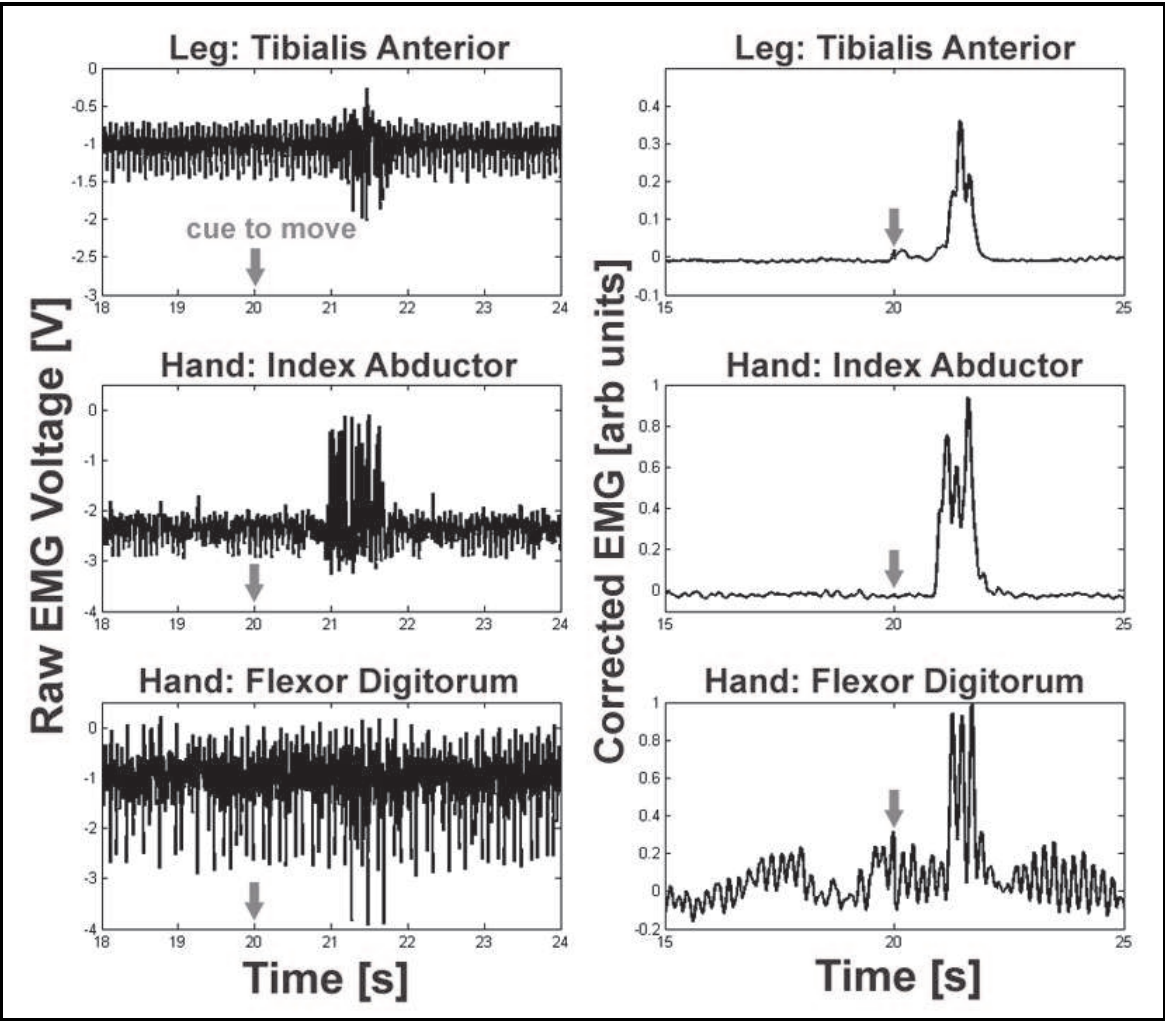 Leg: Tibialis Anterior
0
-0.5
-1
-1.5
-2
-2.5
-3
cue to move
18 19 20 21 22 23 24
Hand: Index Abductor
0
-1
-2
-3
-4
18 19 20 21 22 23 24
Hand: Flexor Digitorum
0
-1
-2
-3
-4
18 19 20 21 22 23 24
Raw EMG Voltage [V]
Time [s]
Leg: Tibialis Anterior
0.4
0.3
0.2
0.1
0
-0.1
15 20 25
Hand: Index Abductor
1
0.8
0.6
0.4
0.2
0
15 20 25
Hand: Flexor Digitorum
1
0.8
0.6
0.4
0.2
0
-0.2
15 20 25
Corrected EMG [arb units]
Time [s]